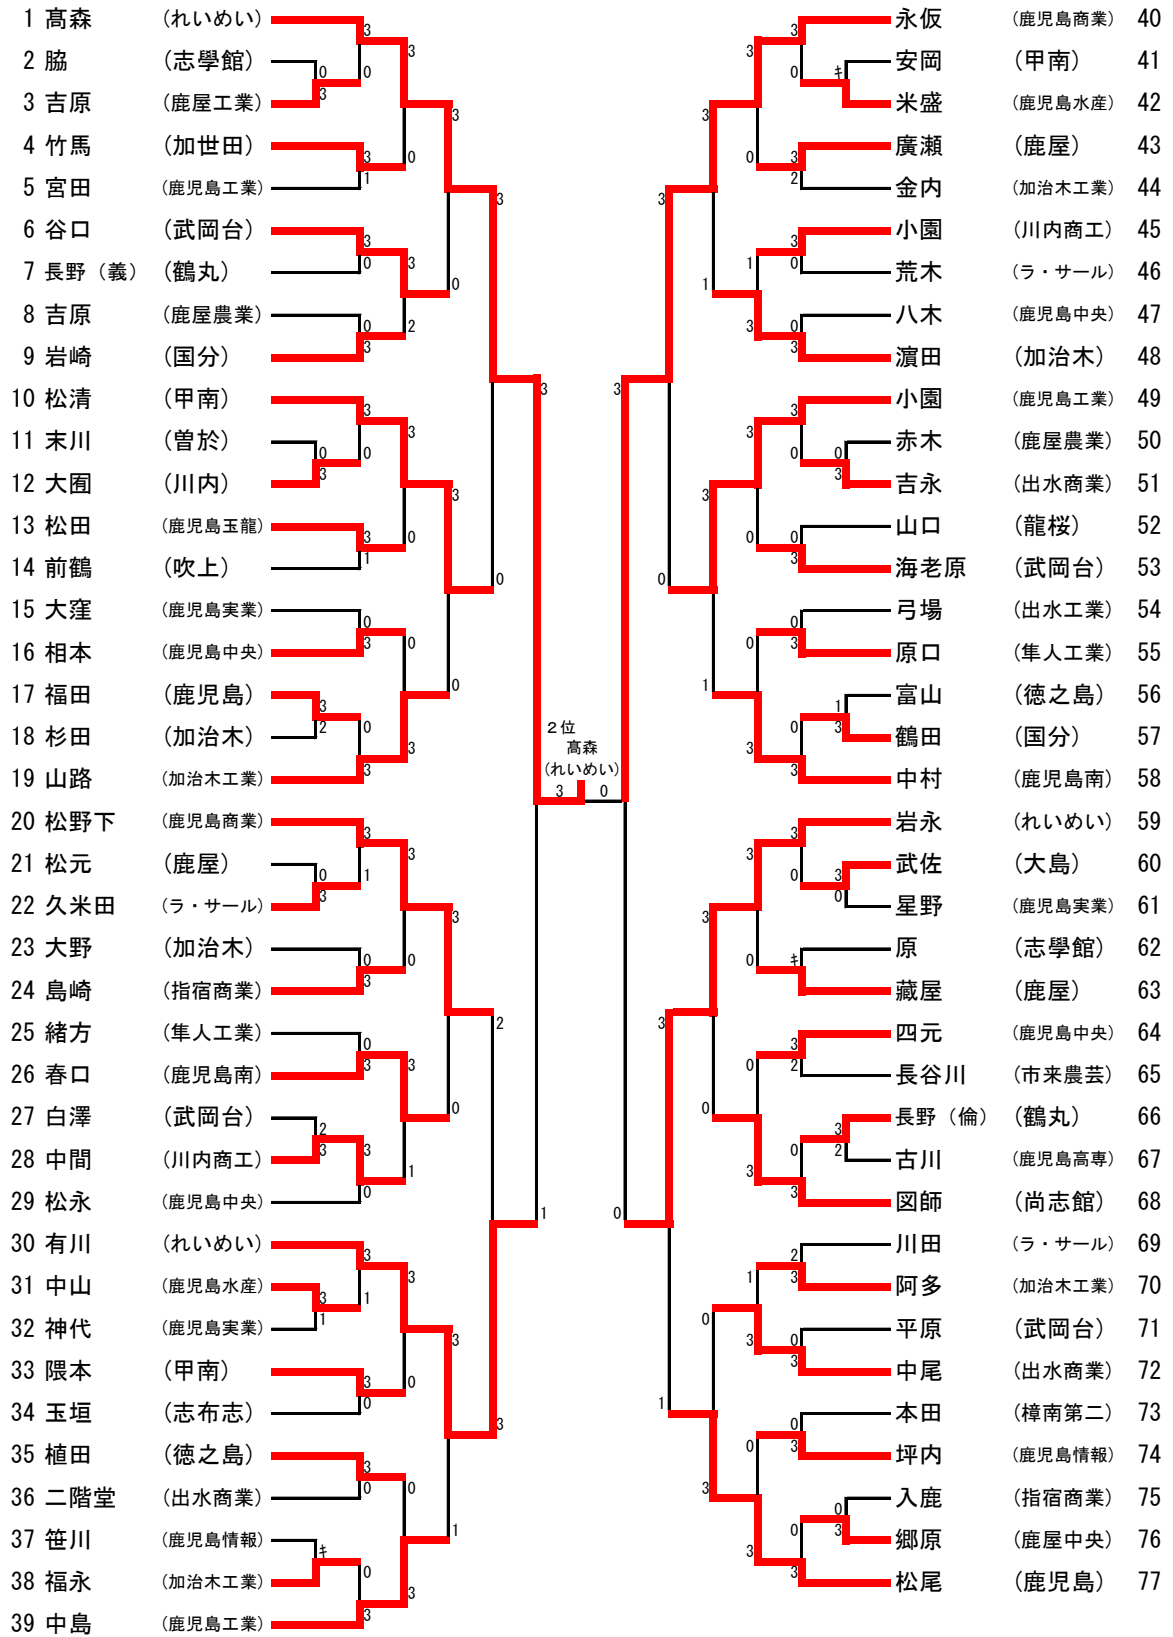 1 髙森 (れいめい)
2 脇 (志學館)
3 吉原 (鹿屋工業)
4 竹馬 (加世田)
5 宮田 (鹿児島工業)
6 谷口 (武岡台)
7 長野（義） (鶴丸)
8 吉原 (鹿屋農業)
9 岩崎 (国分)
10 松清 (甲南)
11 末川 (曽於)
12 大囿 (川内)
13 松田 (鹿児島玉龍)
14 前鶴 (吹上)
15 大窪 (鹿児島実業)
16 相本 (鹿児島中央)
17 福田 (鹿児島)
18 杉田 (加治木)
19 山路 (加治木工業)
20 松野下 (鹿児島商業)
21 松元 (鹿屋)
22 久米田 (ラ・サール)
23 大野 (加治木)
24 島崎 (指宿商業)
25 緒方 (隼人工業)
26 春口 (鹿児島南)
27 白澤 (武岡台)
28 中間 (川内商工)
29 松永 (鹿児島中央)
30 有川 (れいめい)
31 中山 (鹿児島水産)
32 神代 (鹿児島実業)
33 隈本 (甲南)
34 玉垣 (志布志)
35 植田 (徳之島)
36 二階堂 (出水商業)
37 笹川 (鹿児島情報)
38 福永 (加治木工業)
39 中島 (鹿児島工業)
２位
髙森
(れいめい)
3 0
永仮 (鹿児島商業) 40
安岡 (甲南) 41
米盛 (鹿児島水産) 42
廣瀬 (鹿屋) 43
金内 (加治木工業) 44
小園 (川内商工) 45
荒木 (ラ・サール) 46
八木 (鹿児島中央) 47
濵田 (加治木) 48
小園 (鹿児島工業) 49
赤木 (鹿屋農業) 50
吉永 (出水商業) 51
山口 (龍桜) 52
海老原 (武岡台) 53
弓場 (出水工業) 54
原口 (隼人工業) 55
富山 (徳之島) 56
鶴田 (国分) 57
中村 (鹿児島南) 58
岩永 (れいめい) 59
武佐 (大島) 60
星野 (鹿児島実業) 61
原 (志學館) 62
藏屋 (鹿屋) 63
四元 (鹿児島中央) 64
長谷川 (市来農芸) 65
長野（倫） (鶴丸) 66
古川 (鹿児島高専) 67
図師 (尚志館) 68
川田 (ラ・サール) 69
阿多 (加治木工業) 70
平原 (武岡台) 71
中尾 (出水商業) 72
本田 (樟南第二) 73
坪内 (鹿児島情報) 74
入鹿 (指宿商業) 75
郷原 (鹿屋中央) 76
松尾 (鹿児島) 77